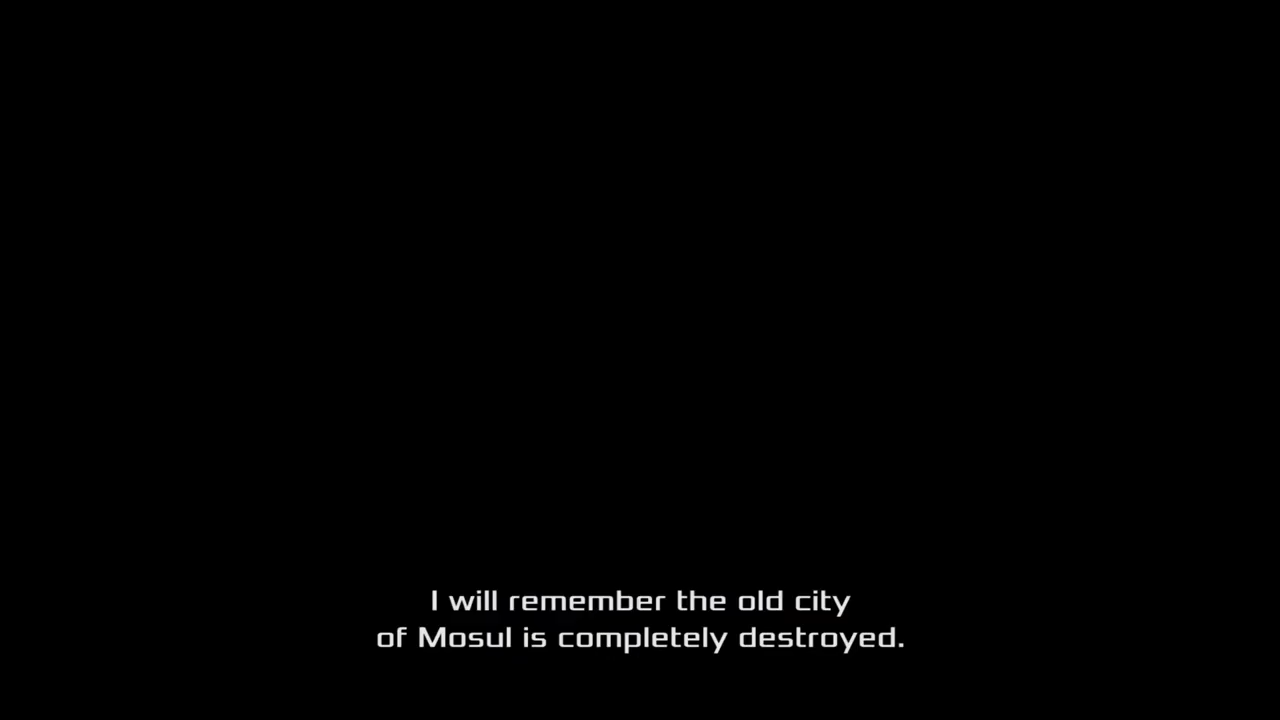 I will remember the old city
of Mosul is completely destroyed.